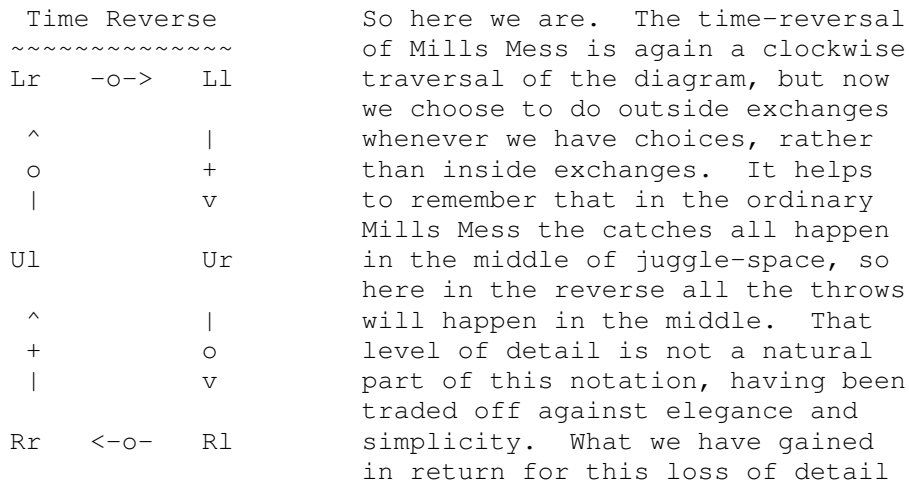 Time Reverse          So here we are.  The time-reversal
~~~~~~~~~~~~~~         of Mills Mess is again a clockwise
Lr   -o->   Ll         traversal of the diagram, but now
                       we choose to do outside exchanges
 ^          |          whenever we have choices, rather
 o          +          than inside exchanges.  It helps
 |          v          to remember that in the ordinary
                       Mills Mess the catches all happen
Ul          Ur         in the middle of juggle-space, so
                       here in the reverse all the throws
 ^          |          will happen in the middle.  That
 +          o          level of detail is not a natural
 |          v          part of this notation, having been
                       traded off against elegance and
Rr   <-o-   Rl         simplicity.  What we have gained
                       in return for this loss of detail